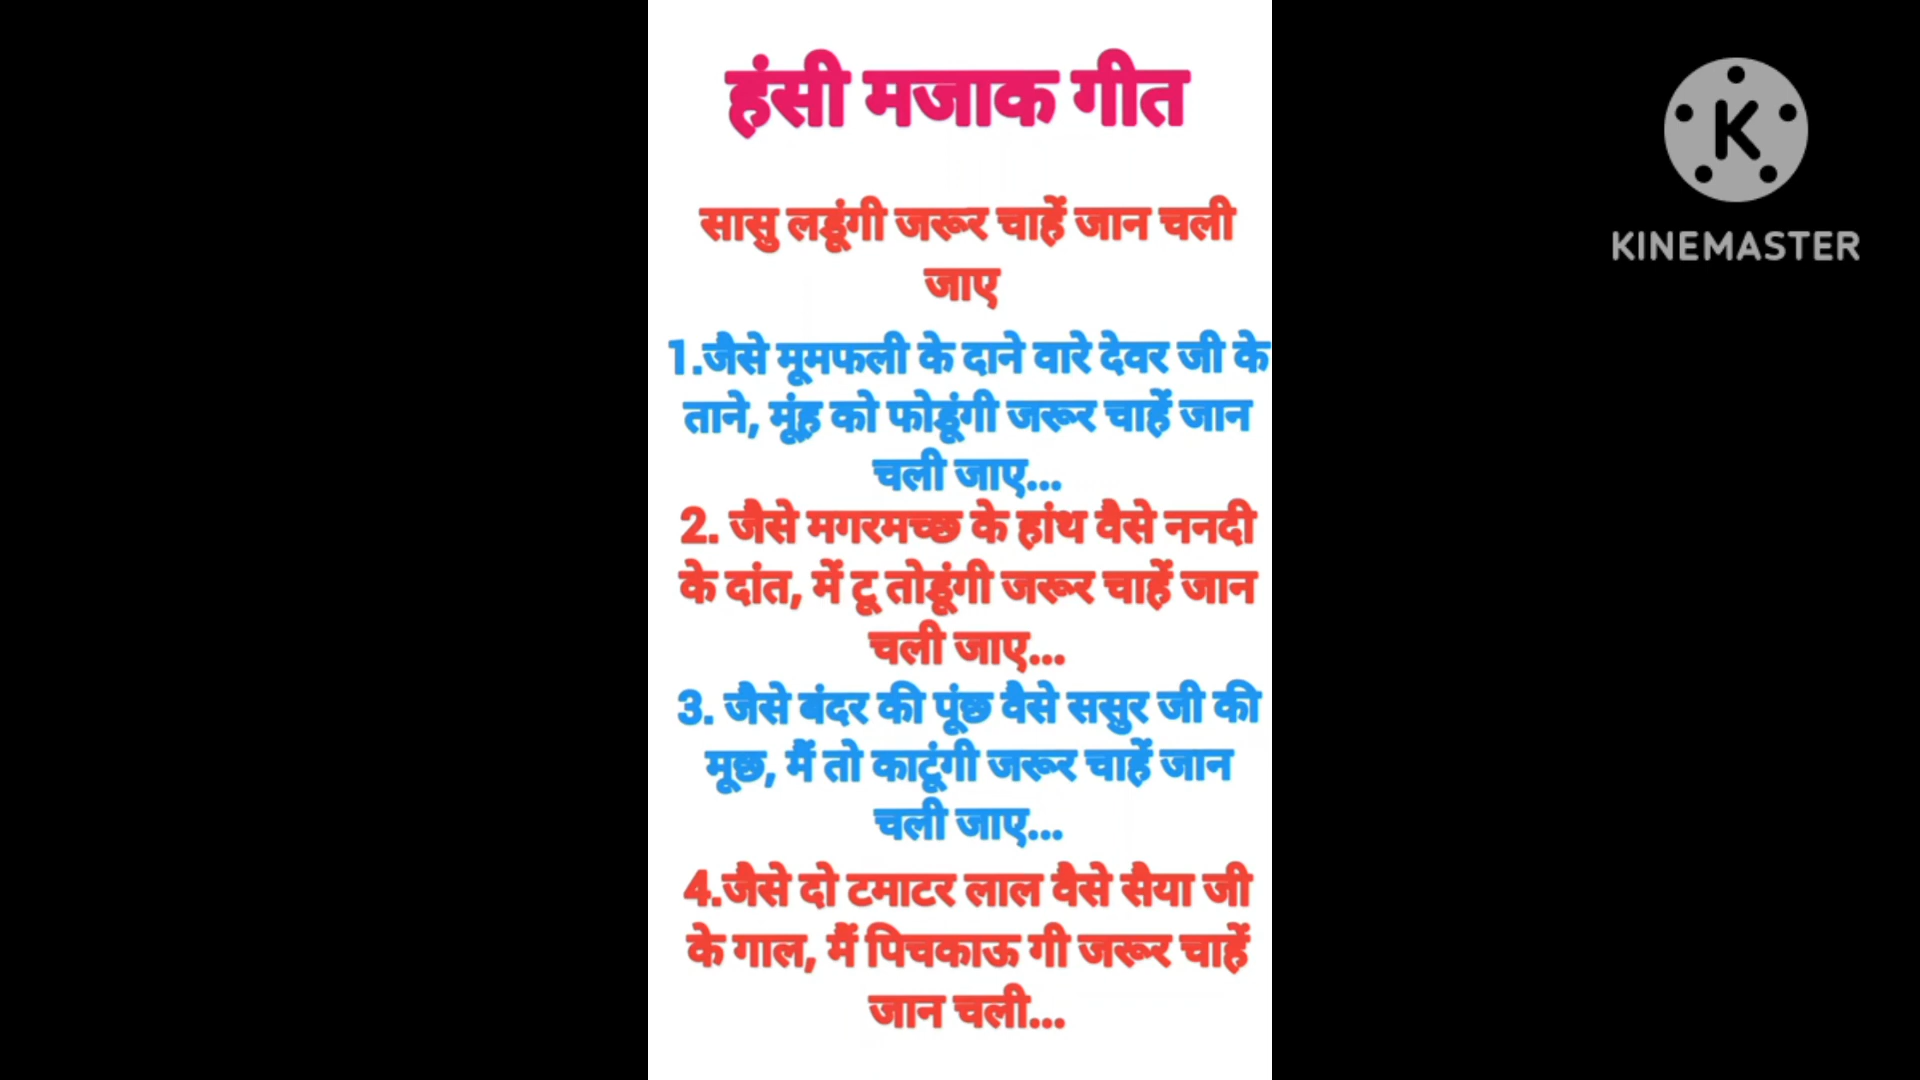 हंसी मजाक गीत
सासु लडूंगी जरूर चाहें जान चली
जाए
1.जैसे मूमफली के दाने वारे देवर जी के
ताने, मूंह को फोडूंगी जरूर चाहें जान
चली जाए...
2. जैसे मगरमच्छ के हांथ वैसे ननदी
के दांत, में टू तोडूंगी जरूर चाहें जान
चली जाए...
3. जैसे बंदर की पूंछ वैसे ससुर जी की
मूछ, मैं तो काटूंगी जरूर चाहें जान
चली जाए...
4.जैसे दो टमाटर लाल वैसे सैया जी
के गाल, मैं पिचकाऊ गी जरूर चाहें
जान चली...
K
KINEMASTER